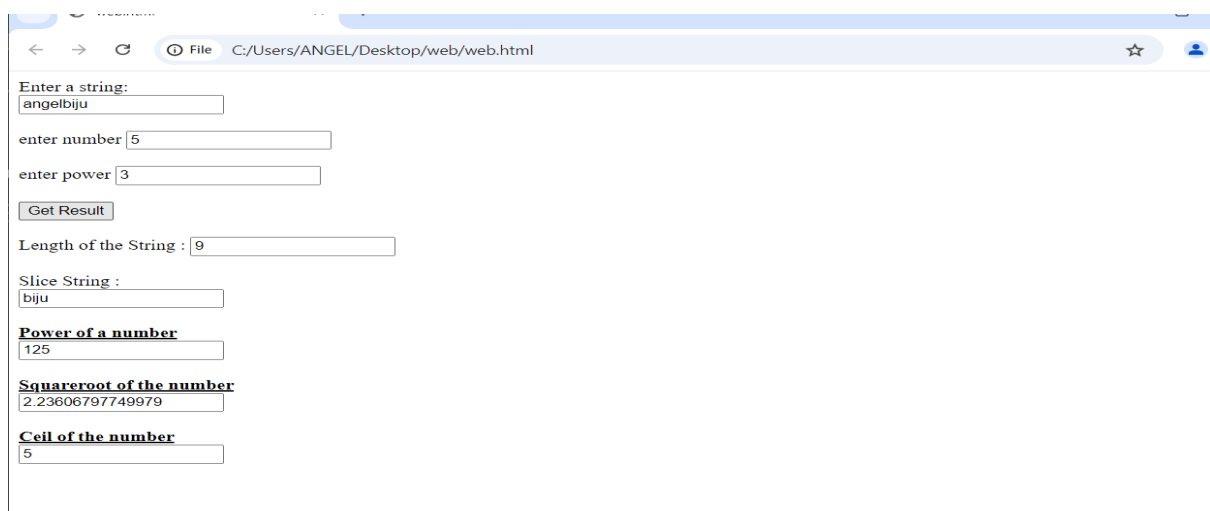 File C:/Users/ANGEL/Desktop/web/web.html
Enter a string:
angelbiju
enter number 5
enter power 3
Get Result
Length of the String : 9
Slice String :
biju
Power of a number
125
Squareroot of the number
2.23606797749979
Ceil of the number
5